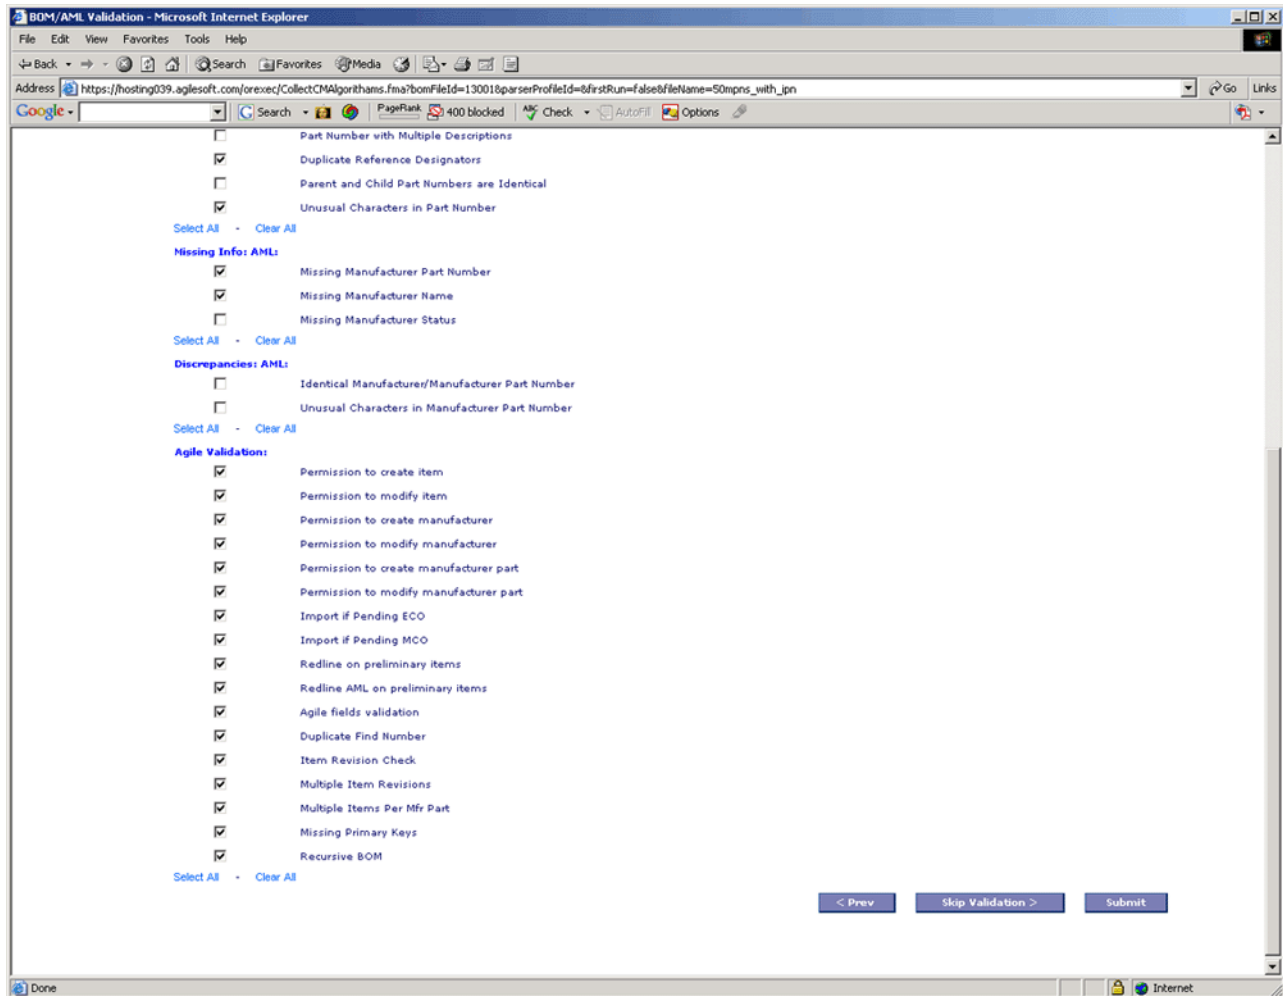 BOM/AML Validation - Microsoft Internet Explorer
File Edit View Favorites Tools Help
Back Search Favorites Media
Address https://hosting039.agilesoft.com/orexec/CollectCMAlgorithams.fma?bomFileId=13001&parserProfileId=&firstRun=false&fileName=50mpns_with_ipn Go Links
Google Search PageRank 400 blocked ABC Check AutoFill Options
Part Number with Multiple Descriptions
Duplicate Reference Designators
Parent and Child Part Numbers are Identical
Unusual Characters in Part Number
Select All - Clear All
Missing Info: AML:
Missing Manufacturer Part Number
Missing Manufacturer Name
Missing Manufacturer Status
Select All - Clear All
Discrepancies: AML:
Identical Manufacturer/Manufacturer Part Number
Unusual Characters in Manufacturer Part Number
Select All - Clear All
Agile Validation:
Permission to create item
Permission to modify item
Permission to create manufacturer
Permission to modify manufacturer
Permission to create manufacturer part
Permission to modify manufacturer part
Import if Pending ECO
Import if Pending MCO
Redline on preliminary items
Redline AML on preliminary items
Agile fields validation
Duplicate Find Number
Item Revision Check
Multiple Item Revisions
Multiple Items Per Mfr Part
Missing Primary Keys
Recursive BOM
Select All - Clear All
< Prev Skip Validation > Submit
Done Internet